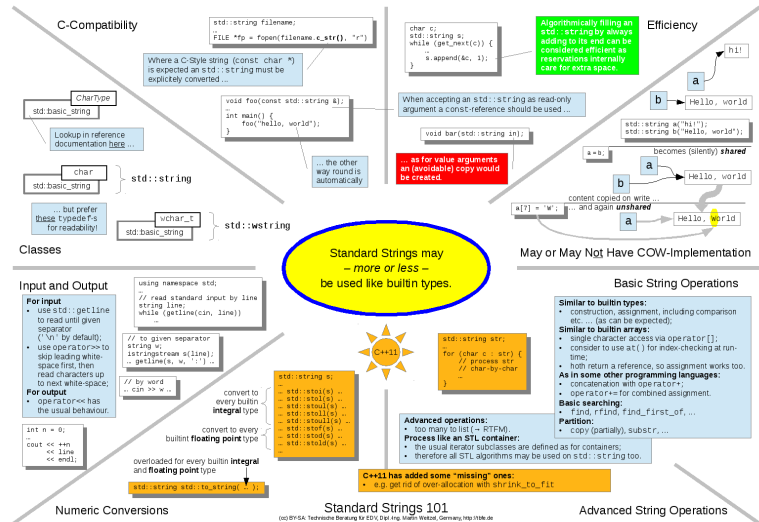 C-Compatibility
std::string filename;
…
FILE *fp = fopen(filename.c_str(), "r")
Where a C-Style string (const char *)
is expected an std::string must be
explicitely converted ...
void foo(const std::string &);
…
int main() {
foo("hello, world");
}
… the other
way round is
automatically
CharType
std::basic_string
Lookup in reference
documentation here …
char
std::basic_string
std::string
… but prefer
these typedef-s
for readability!
wchar_t
std::basic_string
std::wstring
Classes
Efficiency
char c;
std::string s;
while (get_next(c)) {
…
s.append(&c, 1);
}
Algorithmically filling an
std::string by always
adding to its end can be
considered efficient as
reservations internally
care for extra space.
When accepting an std::string as read-only
argument a const-reference should be used …
void bar(std::string in);
… as for value arguments
an (avoidable) copy would
be created.
hi!
a
b
Hello, world
std::string a("hi!");
std::string b("Hello, world");
a = b;
becomes (silently) shared
a
b
Hello, world
content copied on write …
… and again unshared
a[7] = 'W';
a
Hello, World
May or May Not Have COW-Implementation
Standard Strings may
– more or less –
be used like builtin types.
Input and Output
For input
• use std::getline
to read until given
separator
('\n' by default);
• use operator>> to
skip leading white-
space first, then
read characters up
to next white-space;
For output
• operator<< has
the usual behaviour.
using namespace std;
…
// read standard input by line
string line;
while (getline(cin, line))
…
// to given separator
string w;
istringstream s(line);
… getline(s, w, ':') …
// by word
… cin >> w …
int n = 0;
…
cout << ++n
<< line
<< endl;
C++11
std::string str;
…
for (char c : str) {
// process str
// char-by-char
…
}
convert to
every builtin
integral type
convert to every
builtint floating point type
std::string s;
…
… std::stoi(s) …
… std::stol(s) …
… std::stoul(s) …
… std::stoll(s) …
… std::stoull(s) …
… std::stof(s) …
… std::stod(s) …
… std::stold(s) …
overloaded for every builtin integral
and floating point type
std::string std::to_string( … );
Numeric Conversions
Basic String Operations
Similar to builtin types:
• construction, assignment, including comparison
etc. … (as can be expected);
Similar to builtin arrays:
• single character access via operator[];
• consider to use at() for index-checking at run-
time;
• hoth return a reference, so assignment works too.
As in some other programming languages:
• concatenation with operator+;
• operator+= for combined assignment.
Basic searching:
• find, rfind, find_first_of, …
Partition:
• copy (partially), substr, …
Advanced operations:
• too many to list (→ RTFM).
Process like an STL container:
• the usual iterator subclasses are defined as for containers;
• therefore all STL algorithms may be used on std::string too.
C++11 has added some “missing” ones:
• e.g. get rid of over-allocation with shrink_to_fit
Standard Strings 101
(cc) BY-SA: Technische Beratung für EDV, Dipl.-Ing. Martin Weitzel, Germany, http://tbfe.de
Advanced String Operations